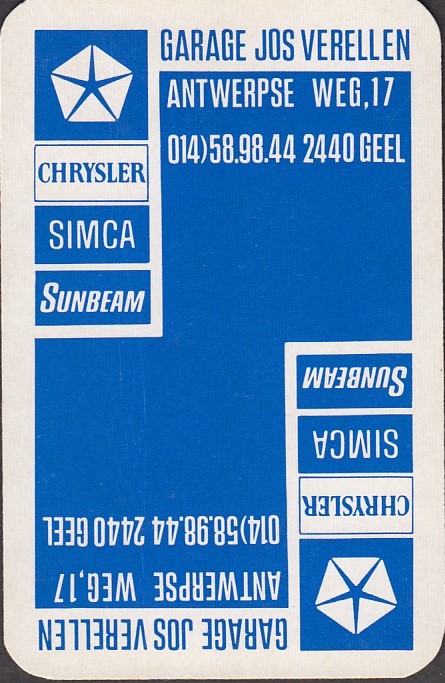 GARAGE JOS VERELLEN
ANTWERPSE WEG,17
014)58.98.44 2440 GEEL
CHRYSLER
SIMCA
SUNBEAM
SUNBEAM
SIMCA
CHRYSLER
014)58.98.44 2440 GEEL
ANTWERPSE WEG,17
GARAGE JOS VERELLEN